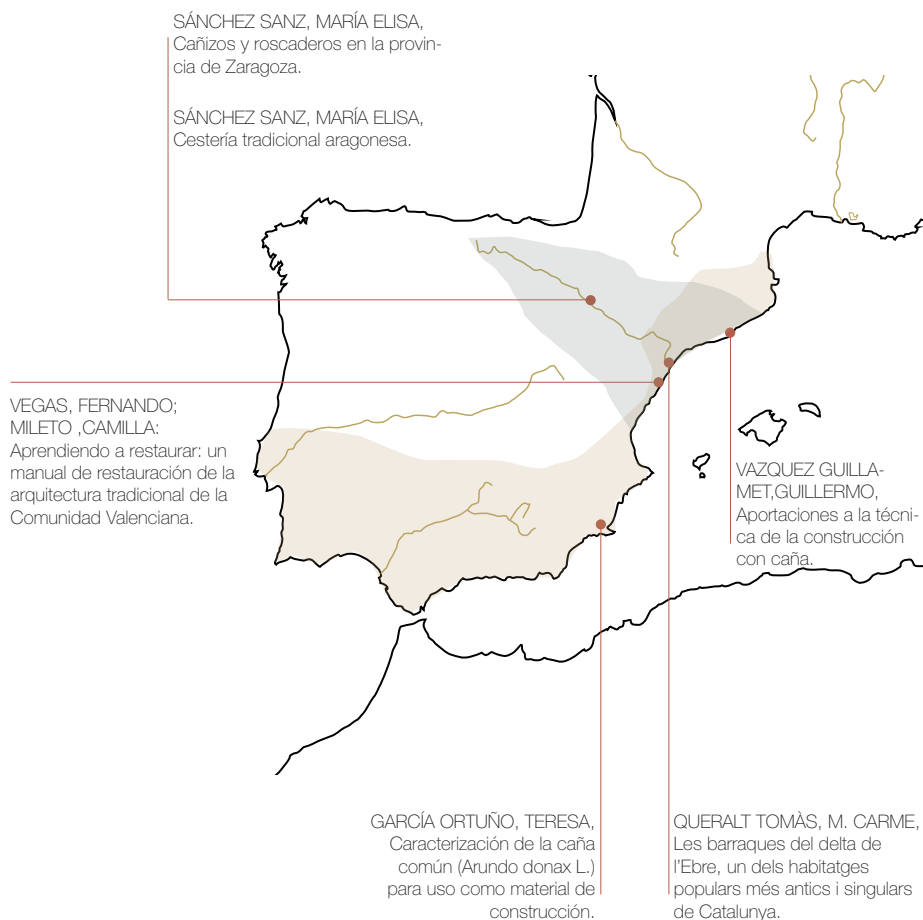 SÁNCHEZ SANZ, MARÍA ELISA,
Cañizos y roscaderos en la provin-
cia de Zaragoza.
SÁNCHEZ SANZ, MARÍA ELISA,
Cestería tradicional aragonesa.
VEGAS, FERNANDO;
MILETO ,CAMILLA:
Aprendiendo a restaurar: un
manual de restauración de la
arquitectura tradicional de la
Comunidad Valenciana.
VAZQUEZ GUILLA-
MET,GUILLERMO,
Aportaciones a la técni-
ca de la construcción
con caña.
GARCÍA ORTUÑO, TERESA,
Caracterización de la caña
común (Arundo donax L.)
para uso como material de
construcción.
QUERALT TOMÀS, M. CARME,
Les barraques del delta de
l'Ebre, un dels habitatges
populars més antics i singulars
de Catalunya.